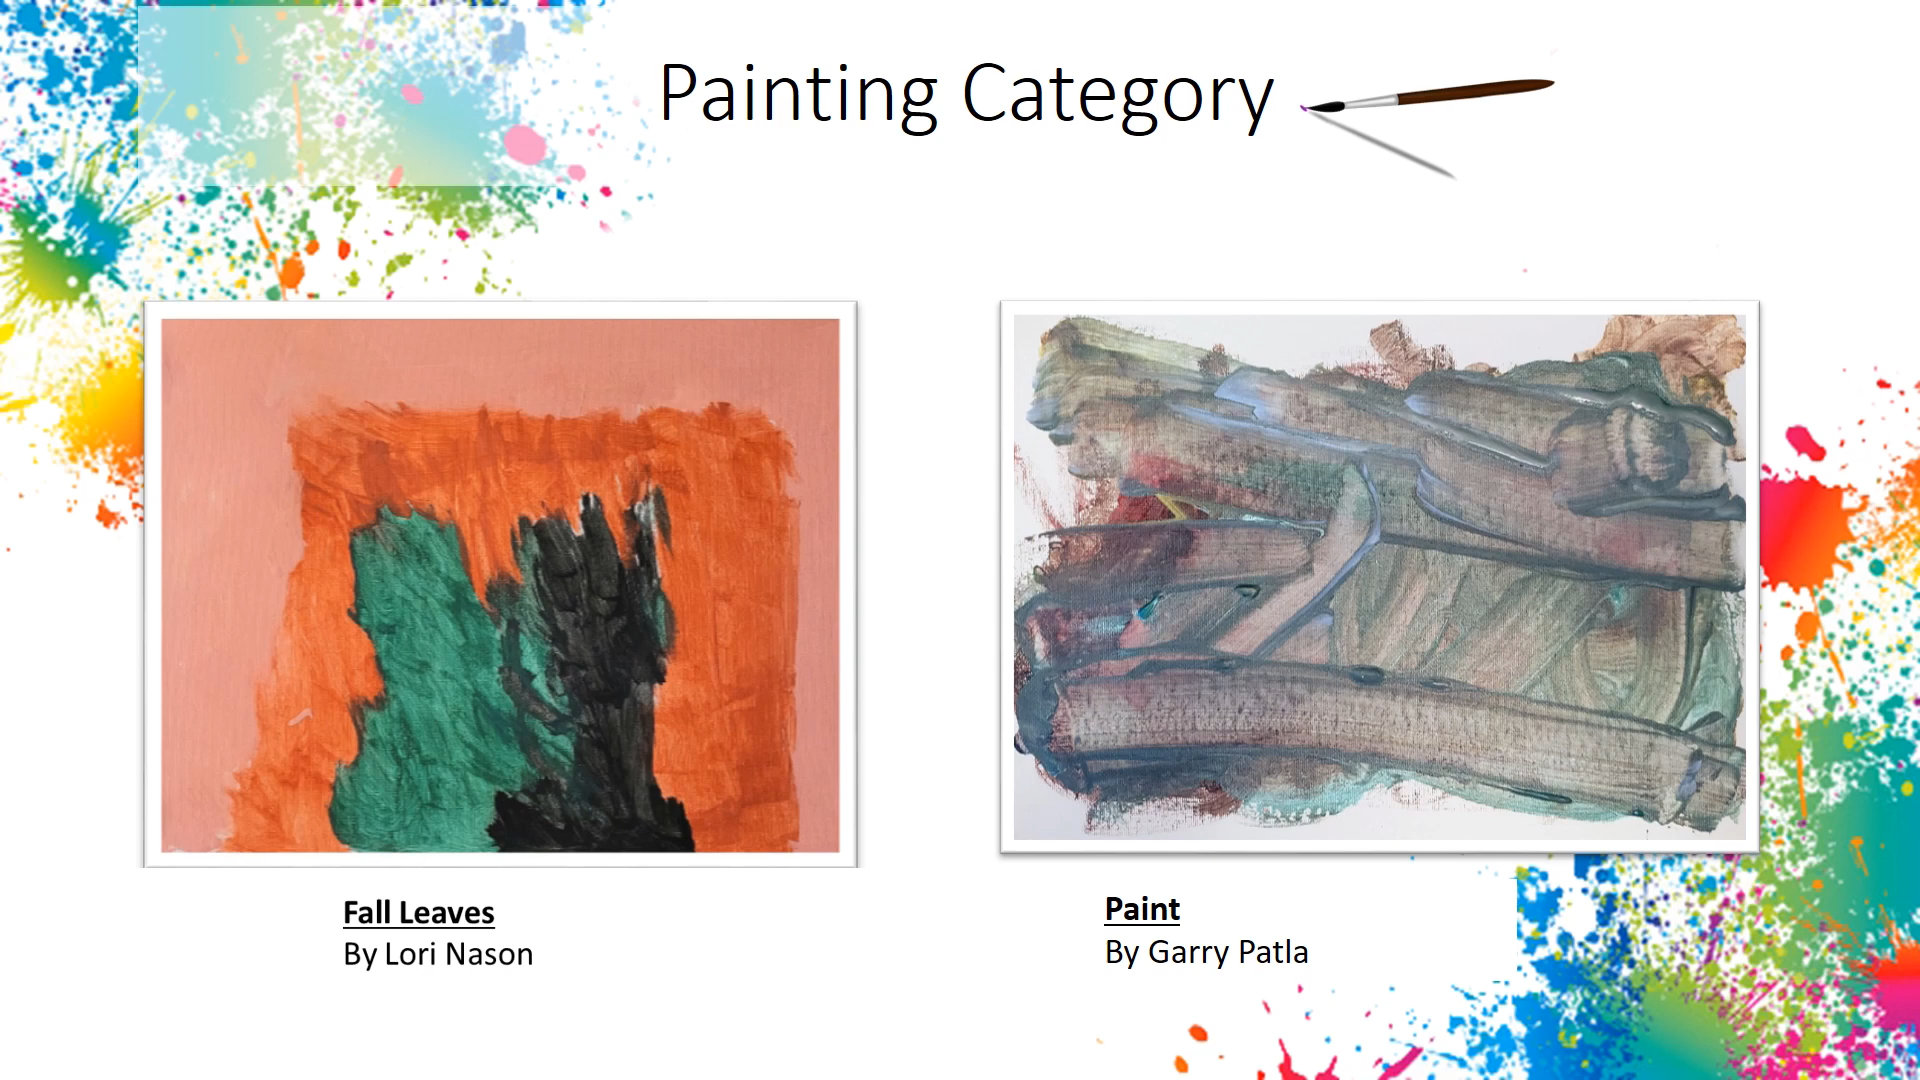 Painting Category
Fall Leaves
By Lori Nason
Paint
By Garry Patla